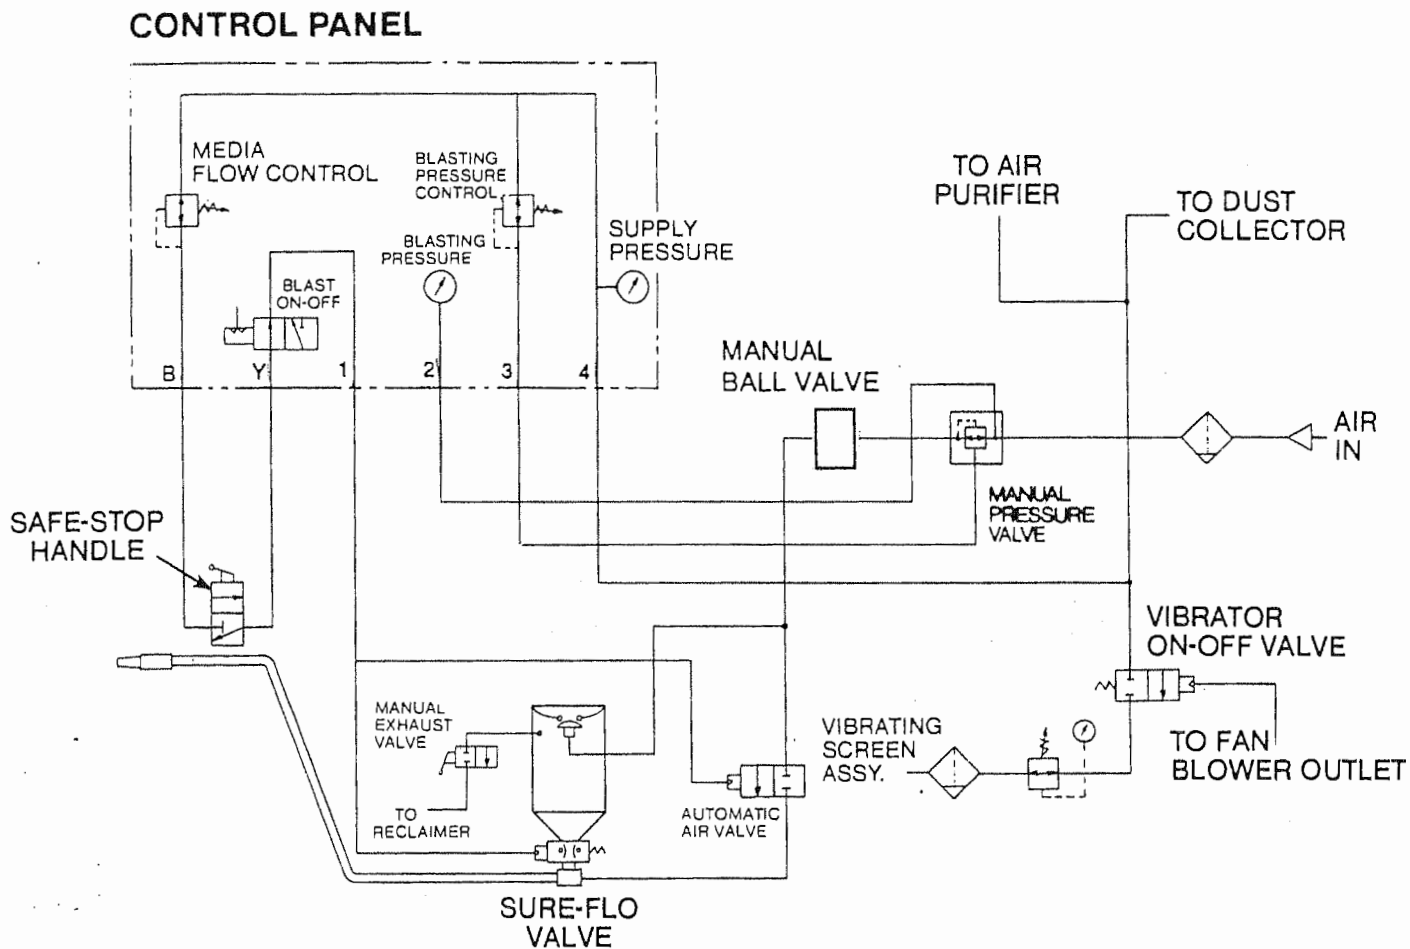 CONTROL PANEL
MEDIA
FLOW CONTROL
BLASTING
PRESSURE
CONTROL
BLASTING
PRESSURE
SUPPLY
PRESSURE
BLAST
ON-OFF
B
Y
1
2
3
4
TO AIR
PURIFIER
TO DUST
COLLECTOR
MANUAL
BALL VALVE
AIR
IN
MANUAL
PRESSURE
VALVE
SAFE-STOP
HANDLE
VIBRATOR
ON-OFF VALVE
MANUAL
EXHAUST
VALVE
VIBRATING
SCREEN
ASSY.
TO FAN
BLOWER OUTLET
TO
RECLAIMER
AUTOMATIC
AIR VALVE
SURE-FLO
VALVE